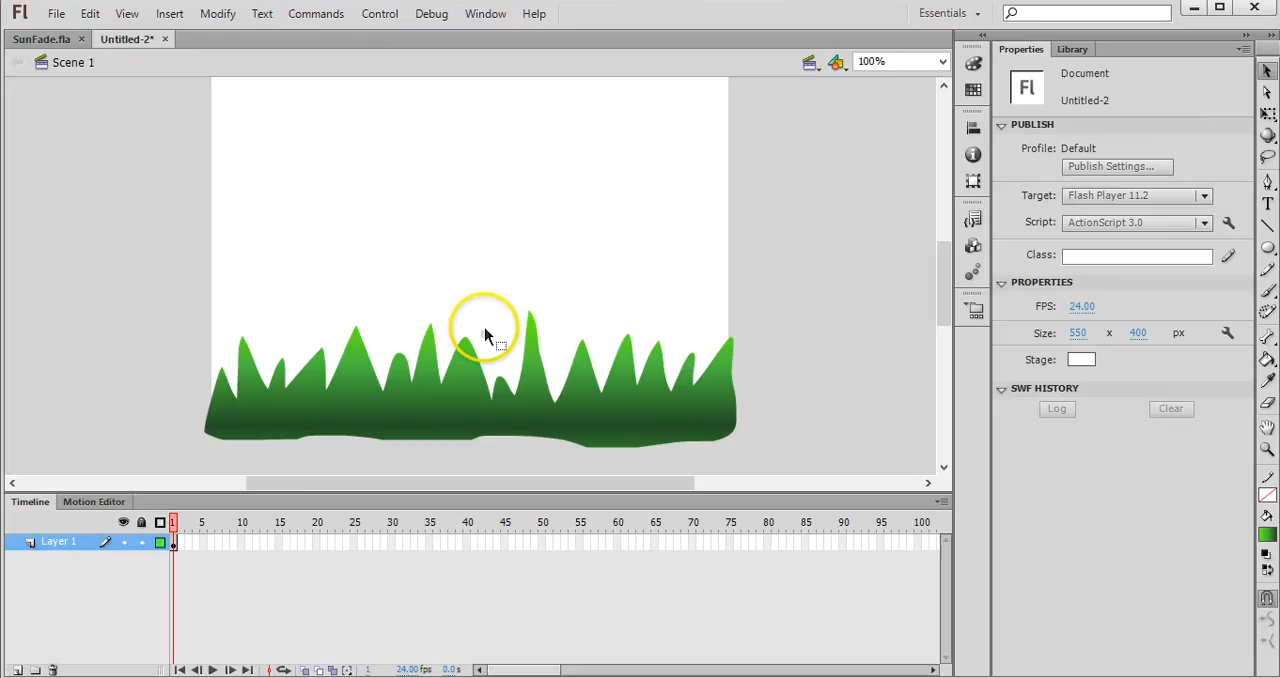 Fl File Edit View Insert Modify Text Commands Control Debug Window Help Essentials
SunFade.fla × Untitled-2* ×
Scene 1 100%
Properties Library
Fl Document
Untitled-2
PUBLISH
Profile: Default
Publish Settings...
Target: Flash Player 11.2
Script: ActionScript 3.0
Class:
PROPERTIES
FPS: 24.00
Size: 550 x 400 px
Stage:
SWF HISTORY
Log Clear
Timeline Motion Editor
1 5 10 15 20 25 30 35 40 45 50 55 60 65 70 75 80 85 90 95 100
Layer 1
1 24.00 fps 0.0 s